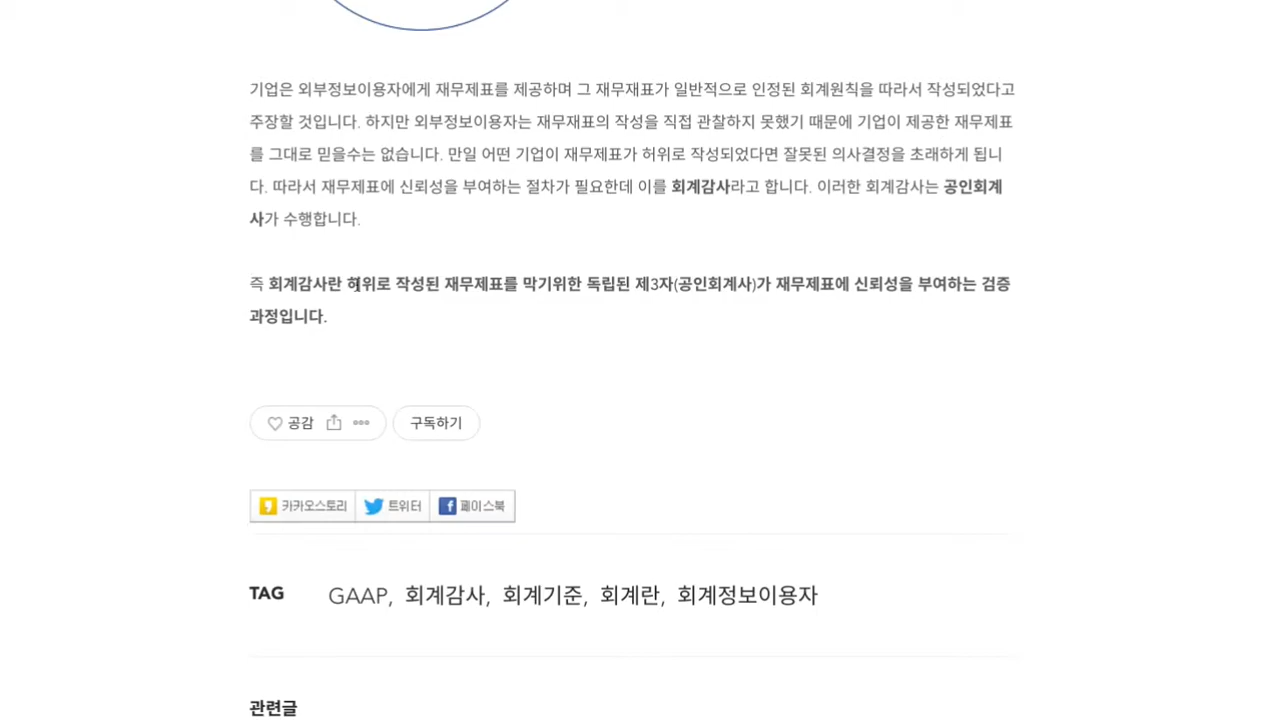 기업은 외부정보이용자에게 재무제표를 제공하며 그 재무재표가 일반적으로 인정된 회계원칙을 따라서 작성되었다고
주장할 것입니다. 하지만 외부정보이용자는 재무재표의 작성을 직접 관찰하지 못했기 때문에 기업이 제공한 재무제표
를 그대로 믿을수는 없습니다. 만일 어떤 기업이 재무제표가 허위로 작성되었다면 잘못된 의사결정을 초래하게 됩니
다. 따라서 재무제표에 신뢰성을 부여하는 절차가 필요한데 이를 회계감사라고 합니다. 이러한 회계감사는 공인회계
사가 수행합니다.
즉 회계감사란 허위로 작성된 재무제표를 막기위한 독립된 제3자(공인회계사)가 재무제표에 신뢰성을 부여하는 검증
과정입니다.
공감 구독하기
카카오스토리 트위터 페이스북
TAG GAAP, 회계감사, 회계기준, 회계란, 회계정보이용자
관련글